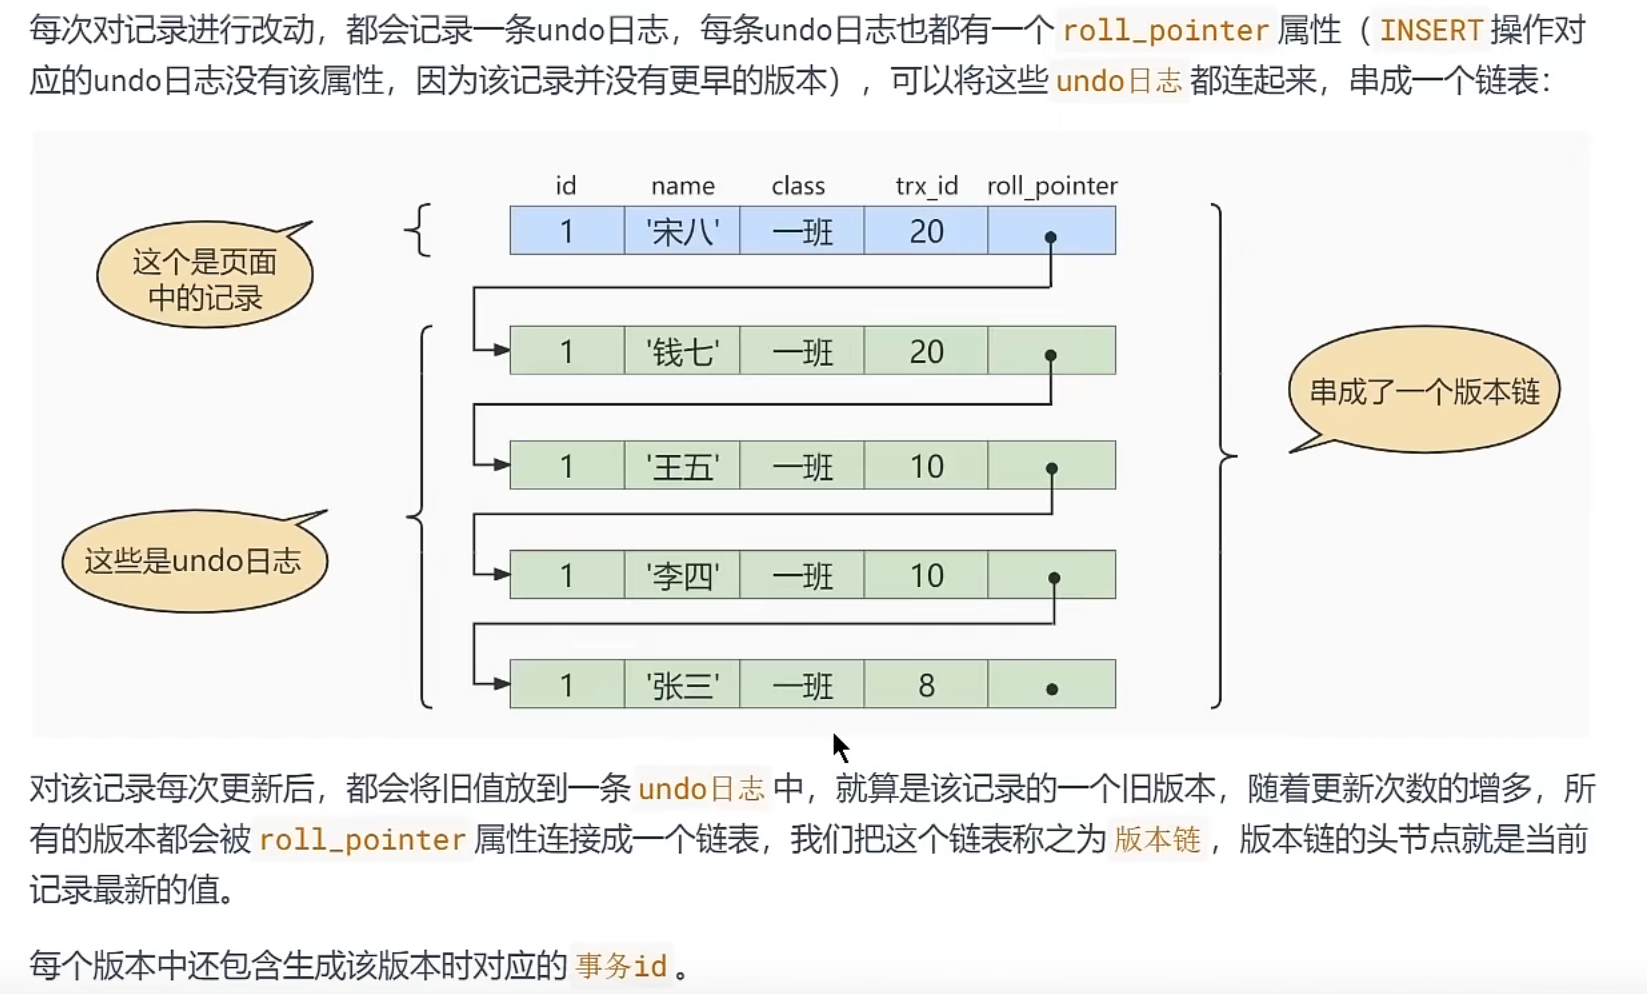 每次对记录进行改动，都会记录一条undo日志，每条undo日志也都有一个 roll_pointer 属性（ INSERT 操作对
应的undo日志没有该属性，因为该记录并没有更早的版本），可以将这些 undo日志 都连起来，串成一个链表：
id name class trx_id roll_pointer
1 '宋八' 一班 20
这个是页面
中的记录
1 '钱七' 一班 20
串成了一个版本链
1 '王五' 一班 10
这些是undo日志
1 '李四' 一班 10
1 '张三' 一班 8
对该记录每次更新后，都会将旧值放到一条 undo日志 中，就算是该记录的一个旧版本，随着更新次数的增多，所
有的版本都会被 roll_pointer 属性连接成一个链表，我们把这个链表称之为 版本链 ，版本链的头节点就是当前
记录最新的值。
每个版本中还包含生成该版本时对应的 事务id 。